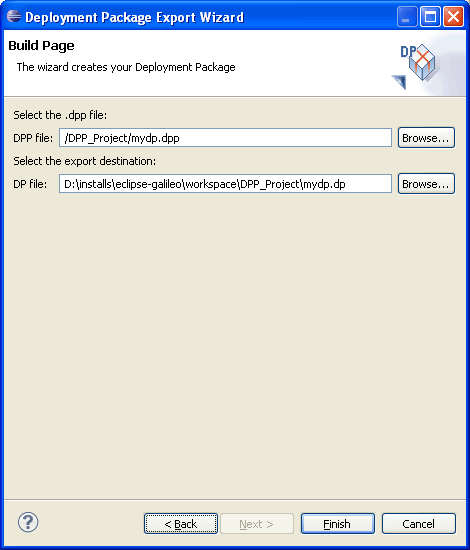 Deployment Package Export Wizard
Build Page
The wizard creates your Deployment Package
DP
Select the .dpp file:
DPP file: /DPP_Project/mydp.dpp Browse...
Select the export destination:
DP file: D:\installs\eclipse-galileo\workspace\DPP_Project\mydp.dp Browse...
? < Back Next > Finish Cancel